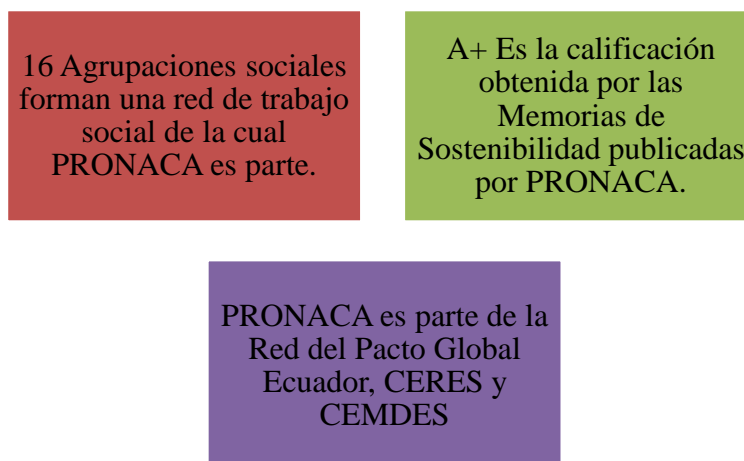 16 Agrupaciones sociales
forman una red de trabajo
social de la cual
PRONACA es parte.
A+ Es la calificación
obtenida por las
Memorias de
Sostenibilidad publicadas
por PRONACA.
PRONACA es parte de la
Red del Pacto Global
Ecuador, CERES y
CEMDES